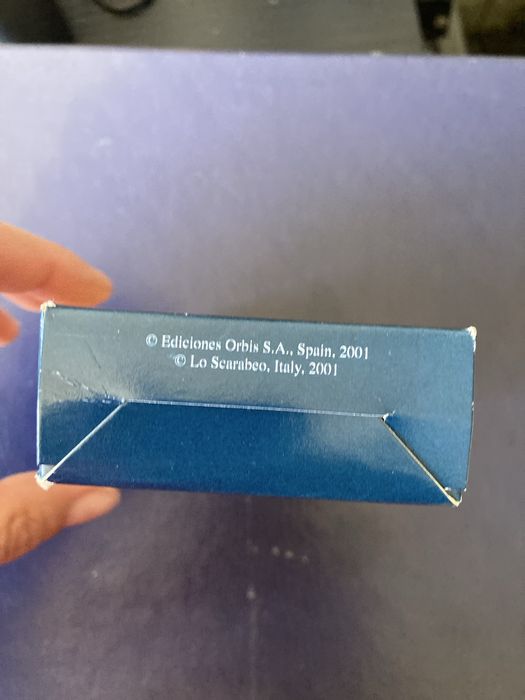 © Ediciones Orbis S.A., Spain, 2001
© Lo Scarabeo, Italy, 2001